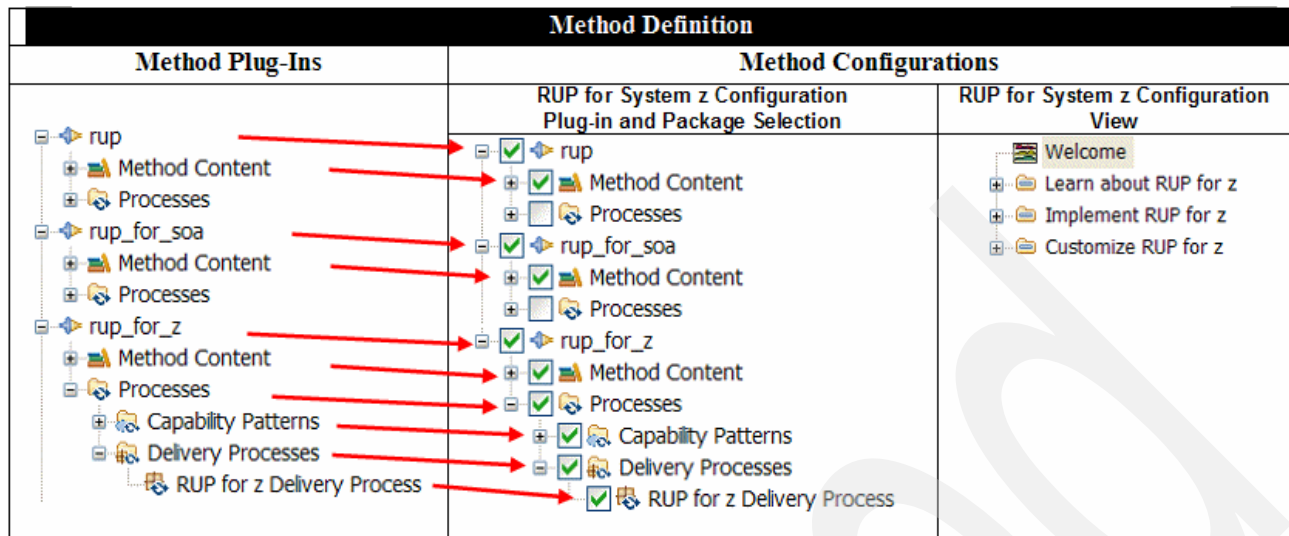 Method Definition
Method Plug-Ins
Method Configurations
RUP for System z Configuration
Plug-in and Package Selection
RUP for System z Configuration
View
rup
Method Content
Processes
rup_for_soa
Method Content
Processes
rup_for_z
Method Content
Processes
Capability Patterns
Delivery Processes
RUP for z Delivery Process
rup
Method Content
Processes
rup_for_soa
Method Content
Processes
rup_for_z
Method Content
Processes
Capability Patterns
Delivery Processes
RUP for z Delivery Process
Welcome
Learn about RUP for z
Implement RUP for z
Customize RUP for z